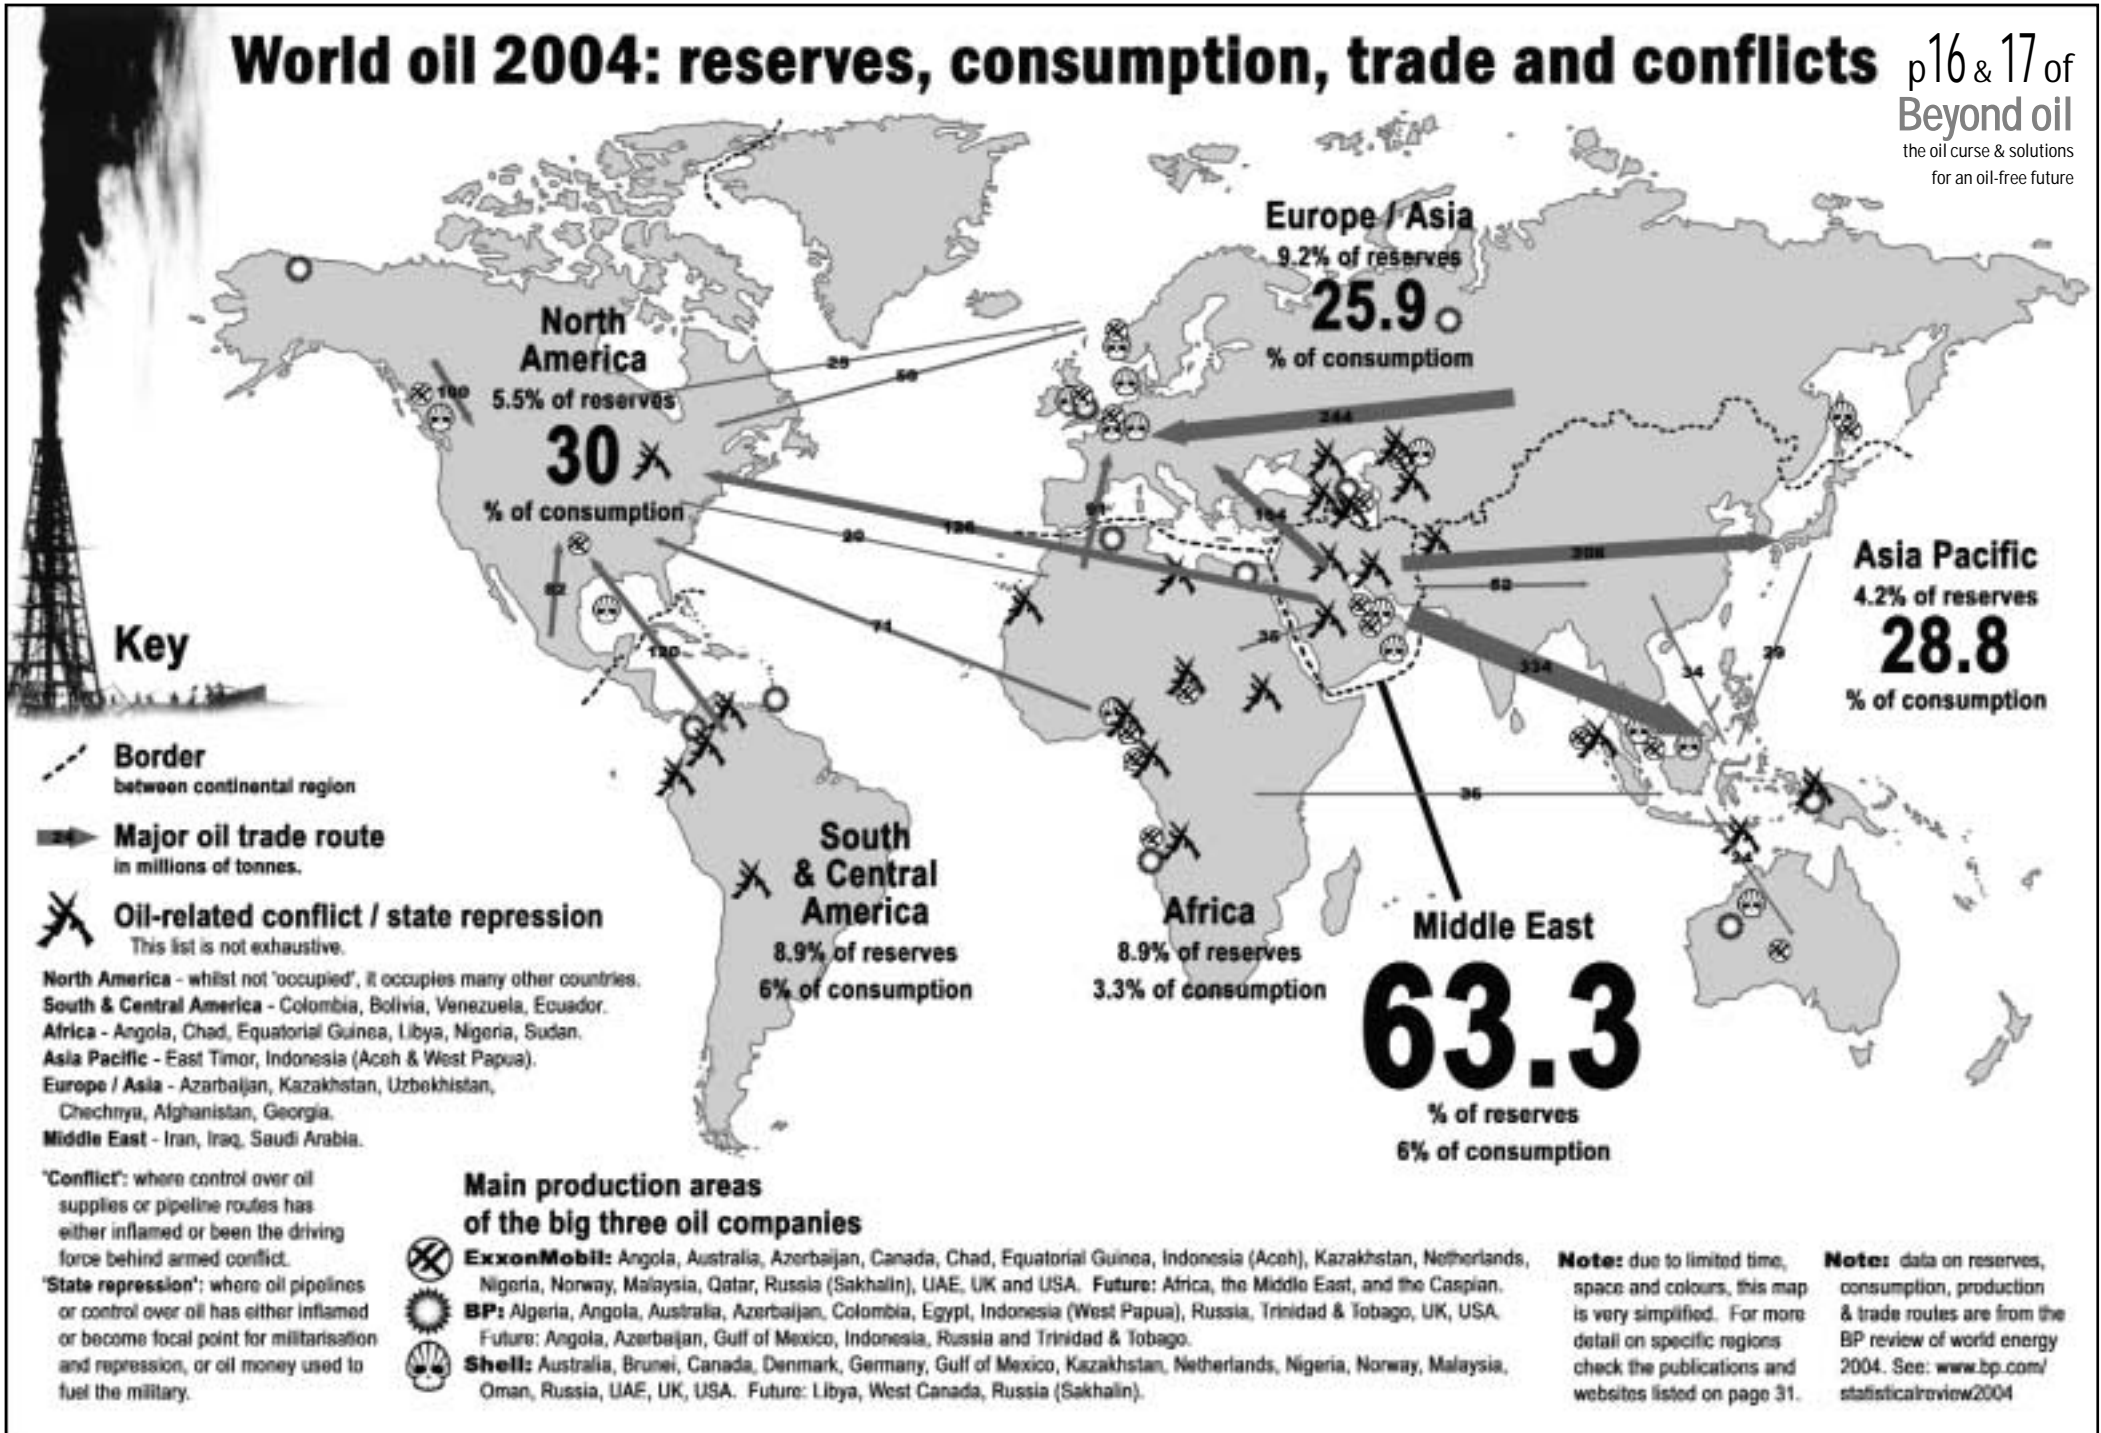 World oil 2004: reserves, consumption, trade and conflicts
p16 & 17 of
Beyond oil
the oil curse & solutions
for an oil-free future
Europe / Asia
9.2% of reserves
25.9
% of consumptiom
North
America
5.5% of reserves
30
% of consumption
25
50
100
244
126
20
91
164
208
52
82
71
35
334
34
29
120
36
24
Asia Pacific
4.2% of reserves
28.8
% of consumption
South
& Central
America
8.9% of reserves
6% of consumption
Africa
8.9% of reserves
3.3% of consumption
Middle East
63.3
% of reserves
6% of consumption
Key
Border
between continental region
24
Major oil trade route
in millions of tonnes.
Oil-related conflict / state repression
This list is not exhaustive.
North America - whilst not 'occupied', it occupies many other countries.
South & Central America - Colombia, Bolivia, Venezuela, Ecuador.
Africa - Angola, Chad, Equatorial Guinea, Libya, Nigeria, Sudan.
Asia Pacific - East Timor, Indonesia (Aceh & West Papua).
Europe / Asia - Azarbaijan, Kazakhstan, Uzbekhistan,
Chechnya, Afghanistan, Georgia.
Middle East - Iran, Iraq, Saudi Arabia.
'Conflict': where control over oil
supplies or pipeline routes has
either inflamed or been the driving
force behind armed conflict.
'State repression': where oil pipelines
or control over oil has either inflamed
or become focal point for militarisation
and repression, or oil money used to
fuel the military.
Main production areas
of the big three oil companies
ExxonMobil: Angola, Australia, Azerbaijan, Canada, Chad, Equatorial Guinea, Indonesia (Aceh), Kazakhstan, Netherlands,
Nigeria, Norway, Malaysia, Qatar, Russia (Sakhalin), UAE, UK and USA. Future: Africa, the Middle East, and the Caspian.
BP: Algeria, Angola, Australia, Azerbaijan, Colombia, Egypt, Indonesia (West Papua), Russia, Trinidad & Tobago, UK, USA.
Future: Angola, Azerbaijan, Gulf of Mexico, Indonesia, Russia and Trinidad & Tobago.
Shell: Australia, Brunei, Canada, Denmark, Germany, Gulf of Mexico, Kazakhstan, Netherlands, Nigeria, Norway, Malaysia,
Oman, Russia, UAE, UK, USA. Future: Libya, West Canada, Russia (Sakhalin).
Note: due to limited time,
space and colours, this map
is very simplified. For more
detail on specific regions
check the publications and
websites listed on page 31.
Note: data on reserves,
consumption, production
& trade routes are from the
BP review of world energy
2004. See: www.bp.com/
statisticalreview2004